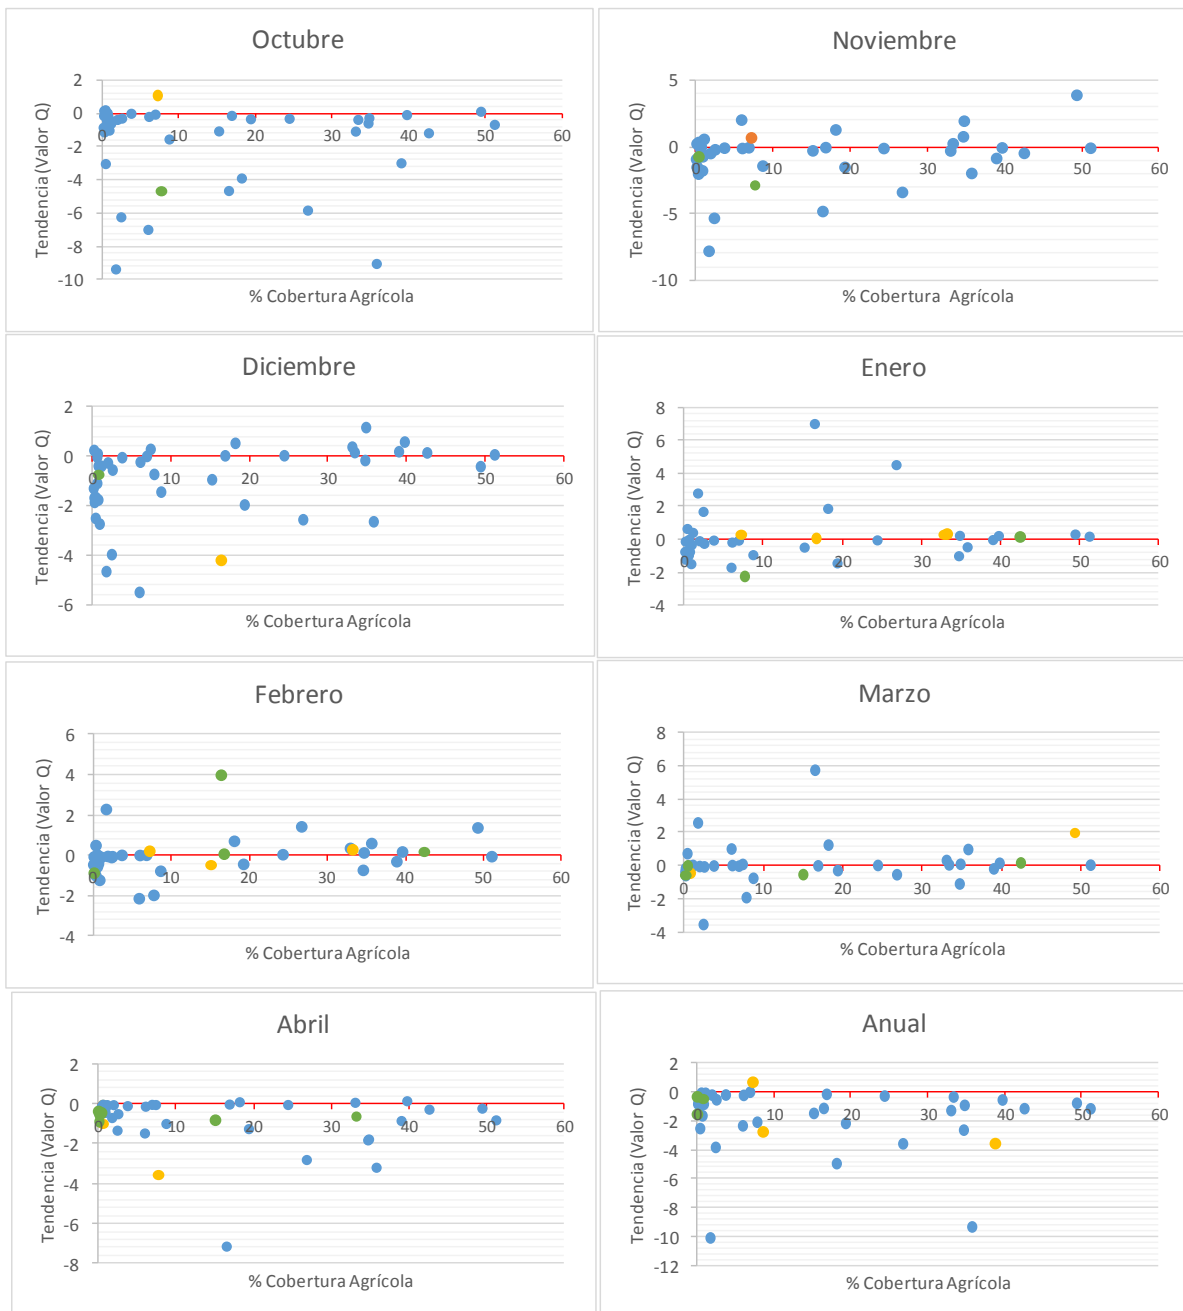 Octubre
Tendencia (Valor Q)
2
0
-2
-4
-6
-8
-10
0 10 20 30 40 50 60
% Cobertura Agrícola
Noviembre
Tendencia (Valor Q)
5
0
-5
-10
0 10 20 30 40 50 60
% Cobertura Agrícola
Diciembre
Tendencia (Valor Q)
2
0
-2
-4
-6
0 10 20 30 40 50 60
% Cobertura Agrícola
Enero
Tendencia (Valor Q)
8
6
4
2
0
-2
-4
0 10 20 30 40 50 60
% Cobertura Agrícola
Febrero
Tendencia (Valor Q)
6
4
2
0
-2
-4
0 10 20 30 40 50 60
% Cobertura Agrícola
Marzo
Tendencia (Valor Q)
8
6
4
2
0
-2
-4
0 10 20 30 40 50 60
% Cobertura Agrícola
Abril
Tendencia (Valor Q)
2
0
-2
-4
-6
-8
0 10 20 30 40 50 60
% Cobertura Agrícola
Anual
Tendencia (Valor Q)
2
0
-2
-4
-6
-8
-10
-12
0 10 20 30 40 50 60
% Cobertura Agrícola